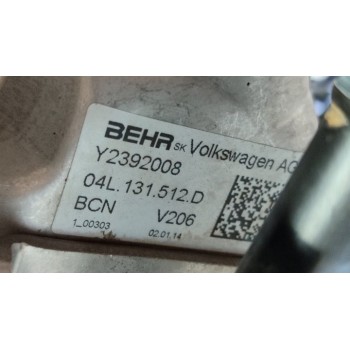 BEHR SK Volkswagen AG
Y2392008
04L.131.512.D
BCN V206
1_00303 02.01.14